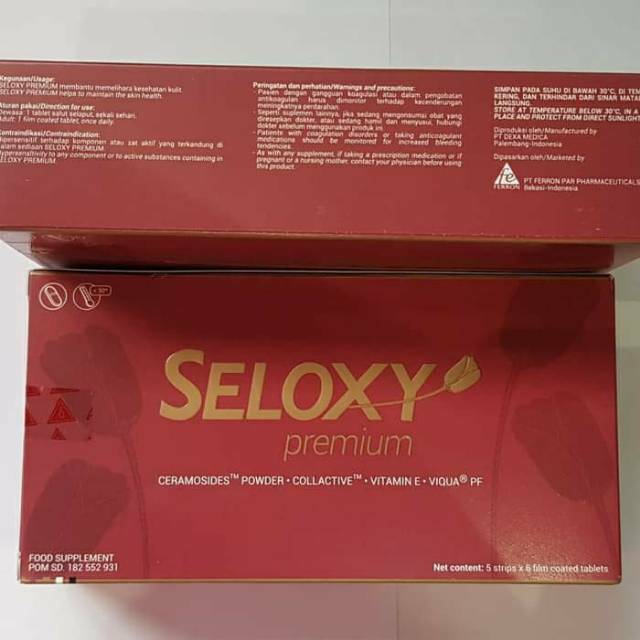 Kegunaan/Usage:
SELOXY PREMIUM membantu memelihara kesehatan kulit
SELOXY PREMIUM helps to maintain the skin health.
Aturan pakai/Direction for use:
Dewasa: 1 tablet salut selaput, sekali sehari.
Adult: 1 film coated tablet, once daily
Kontraindikasi/Contraindication:
Hipersensitif terhadap komponen atau zat aktif yang terkandung di
dalam sediaan SELOXY PREMIUM.
Hypersensitivity to any component or to active substances containing in
SELOXY PREMIUM.
Peringatan dan perhatian/Warnings and precautions:
- Pasien dengan gangguan koagulasi atau dalam pengobatan
antikoagulan harus dimonitor terhadap kecenderungan
meningkatnya perdarahan.
- Seperti suplemen lainnya, jika sedang mengonsumsi obat yang
diresepkan dokter, atau sedang hamil dan menyusui, hubungi
dokter sebelum menggunakan produk ini.
- Patients with coagulation disorders or taking anticoagulant
medications should be monitored for increased bleeding
tendencies.
- As with any supplement, if taking a prescription medication or if
pregnant or a nursing mother, contact your physician before using
this product.
SIMPAN PADA SUHU DI BAWAH 30°C, DI TEM
KERING, DAN TERHINDAR DARI SINAR MATA
LANGSUNG.
STORE AT TEMPERATURE BELOW 30°C, IN A
PLACE AND PROTECT FROM DIRECT SUNLIGHT
Diproduksi oleh/Manufactured by
PT DEXA MEDICA
Palembang-Indonesia
Dipasarkan oleh/Marketed by
FERRON
PT FERRON PAR PHARMACEUTICALS
Bekasi-Indonesia
< 30°
SELOXY
premium
CERAMOSIDES™ POWDER • COLLACTIVE™ • VITAMIN E • VIQUA® PF
FOOD SUPPLEMENT
POM SD. 182 552 931
Net content: 5 strips x 6 film coated tablets